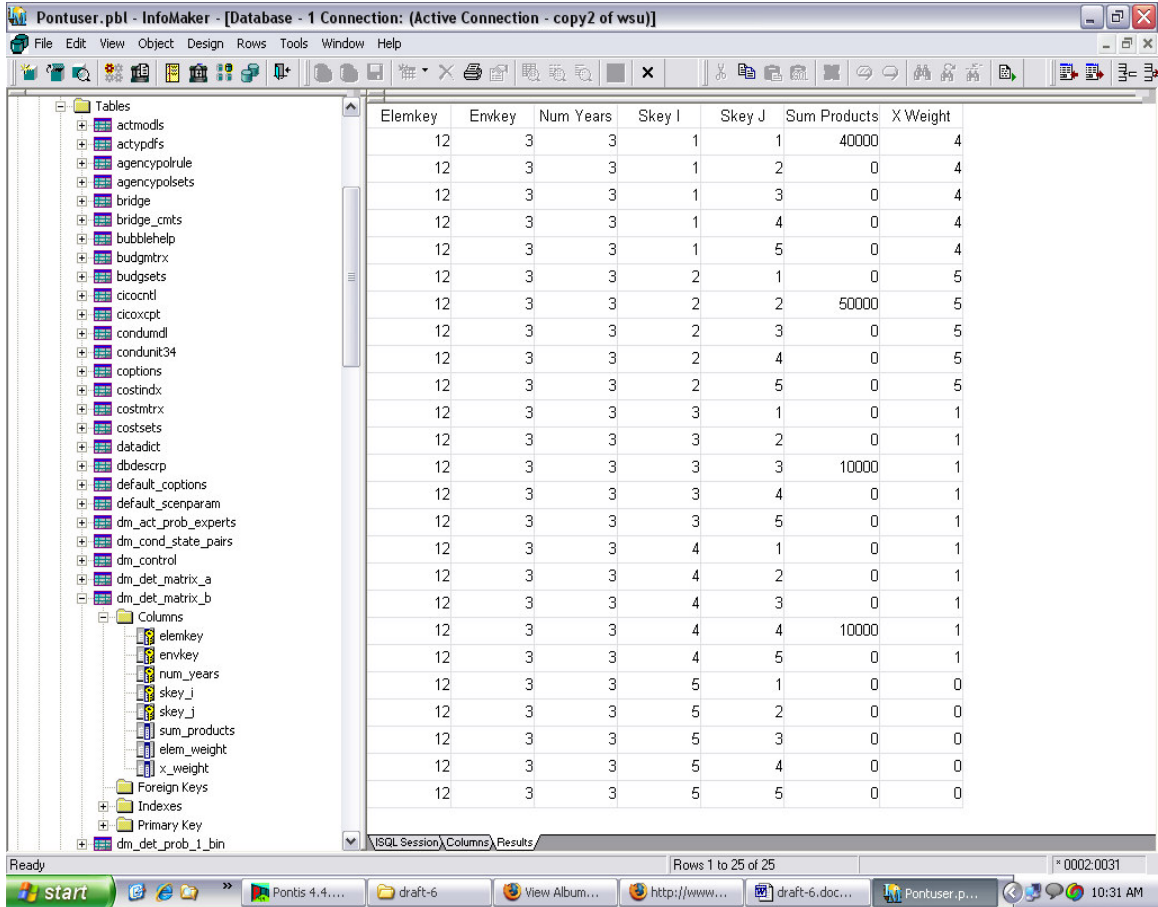 Pontuser.pbl - InfoMaker - [Database - 1 Connection: (Active Connection - copy2 of wsu)]
File Edit View Object Design Rows Tools Window Help
Tables
actmodls
actypdfs
agencypolrule
agencypolsets
bridge
bridge_cmts
bubblehelp
budgmtrx
budgsets
cicocntl
cicoxcpt
condumdl
condunit34
coptions
costindx
costmtrx
costsets
datadict
dbdescrp
default_coptions
default_scenparam
dm_act_prob_experts
dm_cond_state_pairs
dm_control
dm_det_matrix_a
dm_det_matrix_b
Columns
elemkey
envkey
num_years
skey_i
skey_j
sum_products
elem_weight
x_weight
Foreign Keys
Indexes
Primary Key
dm_det_prob_1_bin
Elemkey Envkey Num Years Skey I Skey J Sum Products X Weight
12 3 3 1 1 40000 4
12 3 3 1 2 0 4
12 3 3 1 3 0 4
12 3 3 1 4 0 4
12 3 3 1 5 0 4
12 3 3 2 1 0 5
12 3 3 2 2 50000 5
12 3 3 2 3 0 5
12 3 3 2 4 0 5
12 3 3 2 5 0 5
12 3 3 3 1 0 1
12 3 3 3 2 0 1
12 3 3 3 3 10000 1
12 3 3 3 4 0 1
12 3 3 3 5 0 1
12 3 3 4 1 0 1
12 3 3 4 2 0 1
12 3 3 4 3 0 1
12 3 3 4 4 10000 1
12 3 3 4 5 0 1
12 3 3 5 1 0 0
12 3 3 5 2 0 0
12 3 3 5 3 0 0
12 3 3 5 4 0 0
12 3 3 5 5 0 0
ISQL Session Columns Results
Ready Rows 1 to 25 of 25 * 0002:0031
start » Pontis 4.4.... draft-6 View Album... http://www... draft-6.doc... Pontuser.p... 10:31 AM